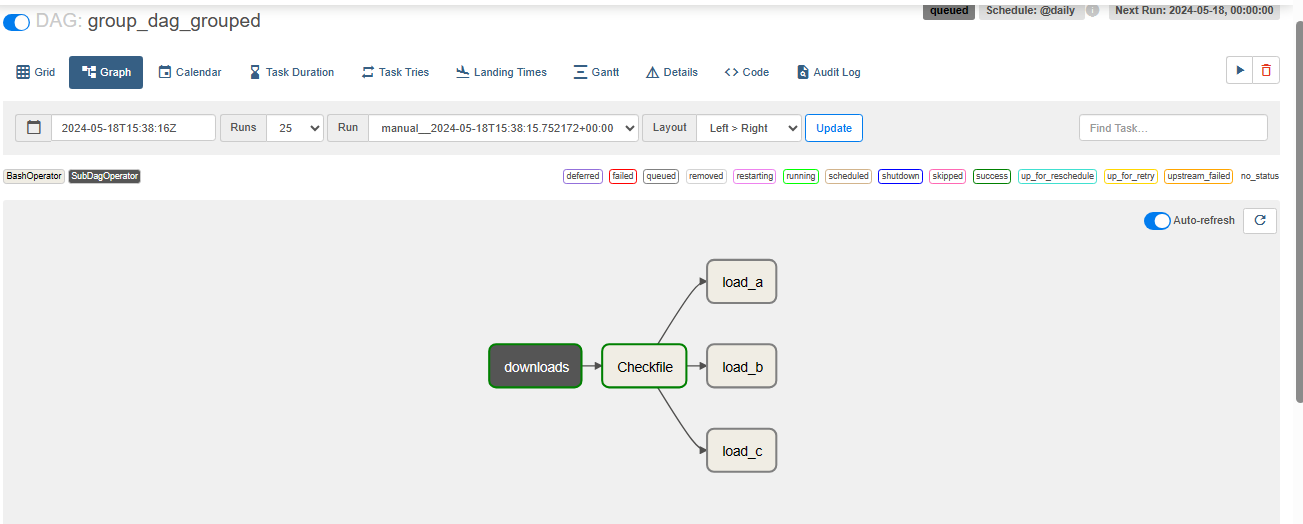 DAG: group_dag_grouped
queued
Schedule: @daily
Next Run: 2024-05-18, 00:00:00
Grid
Graph
Calendar
Task Duration
Task Tries
Landing Times
Gantt
Details
Code
Audit Log
2024-05-18T15:38:16Z
Runs
25
Run
manual__2024-05-18T15:38:15.752172+00:00
Layout
Left > Right
Update
Find Task...
BashOperator
SubDagOperator
deferred
failed
queued
removed
restarting
running
scheduled
shutdown
skipped
success
up_for_reschedule
up_for_retry
upstream_failed
no_status
Auto-refresh
load_a
downloads
Checkfile
load_b
load_c